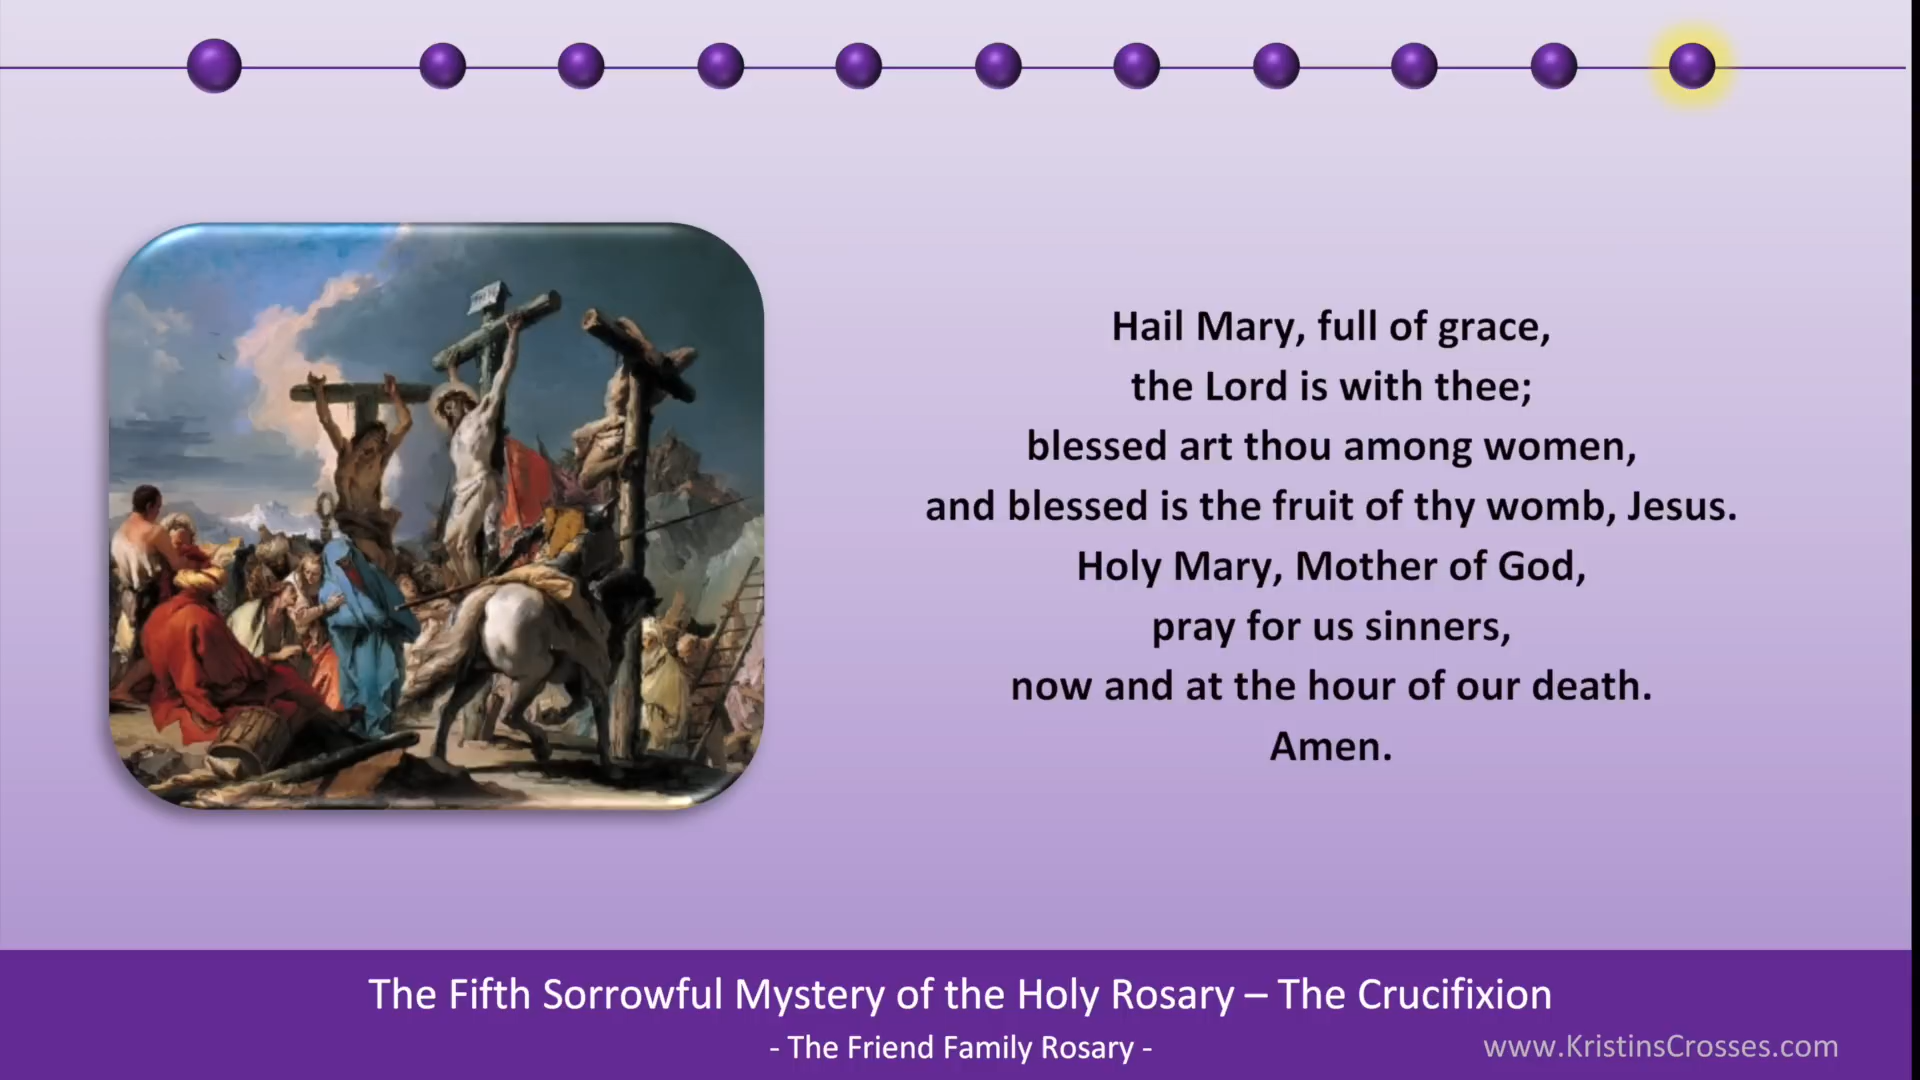 Hail Mary, full of grace,
the Lord is with thee;
blessed art thou among women,
and blessed is the fruit of thy womb, Jesus.
Holy Mary, Mother of God,
pray for us sinners,
now and at the hour of our death.
Amen.
The Fifth Sorrowful Mystery of the Holy Rosary – The Crucifixion
- The Friend Family Rosary -
www.KristinsCrosses.com